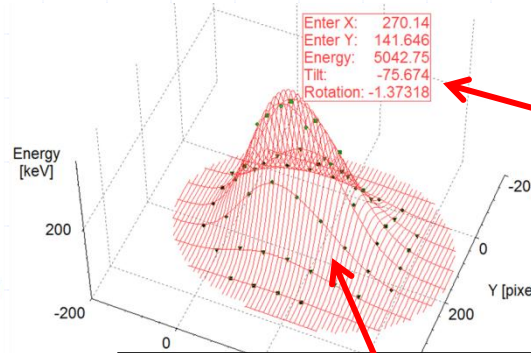 Enter X: 270.14
Enter Y: 141.646
Energy: 5042.75
Tilt: -75.674
Rotation: -1.37318
Energy
[keV]
200
-200
0
-20
0
200
Y [pixe